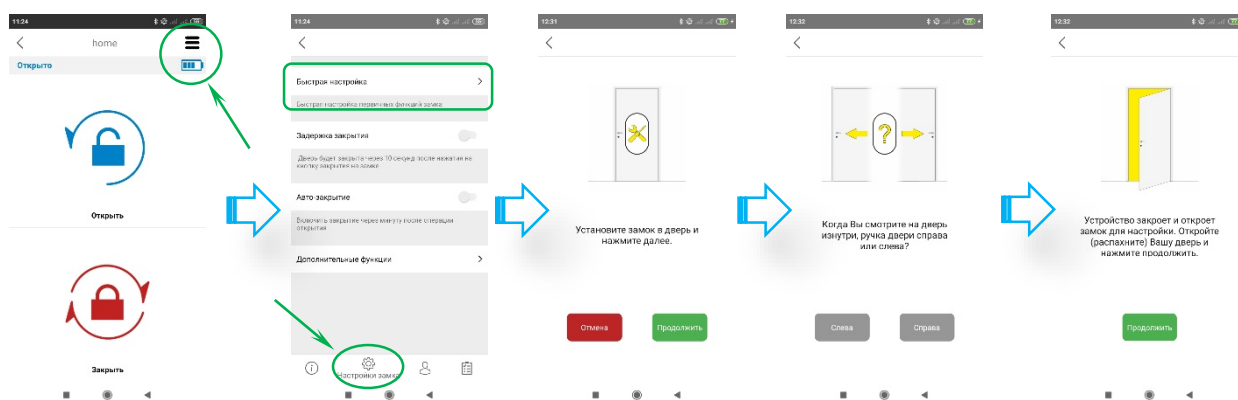 11:24
home
Открыто
Открыть
Закрыть
11:24
Быстрая настройка
Быстрая настройка первичных функций замка
Задержка закрытия
Дверь будет закрыта через 10 секунд после нажатия на
кнопку закрытия на замке
Авто закрытие
Включить закрытие через минуту после операции
открытия
Дополнительные функции
Настройки замка
12:31
Установите замок в дверь и
нажмите далее.
Отмена
Продолжить
12:32
?
Когда Вы смотрите на дверь
изнутри, ручка двери справа
или слева?
Слева
Справа
12:32
Устройство закроет и откроет
замок для настройки. Откройте
(распахните) Вашу дверь и
нажмите продолжить.
Продолжить